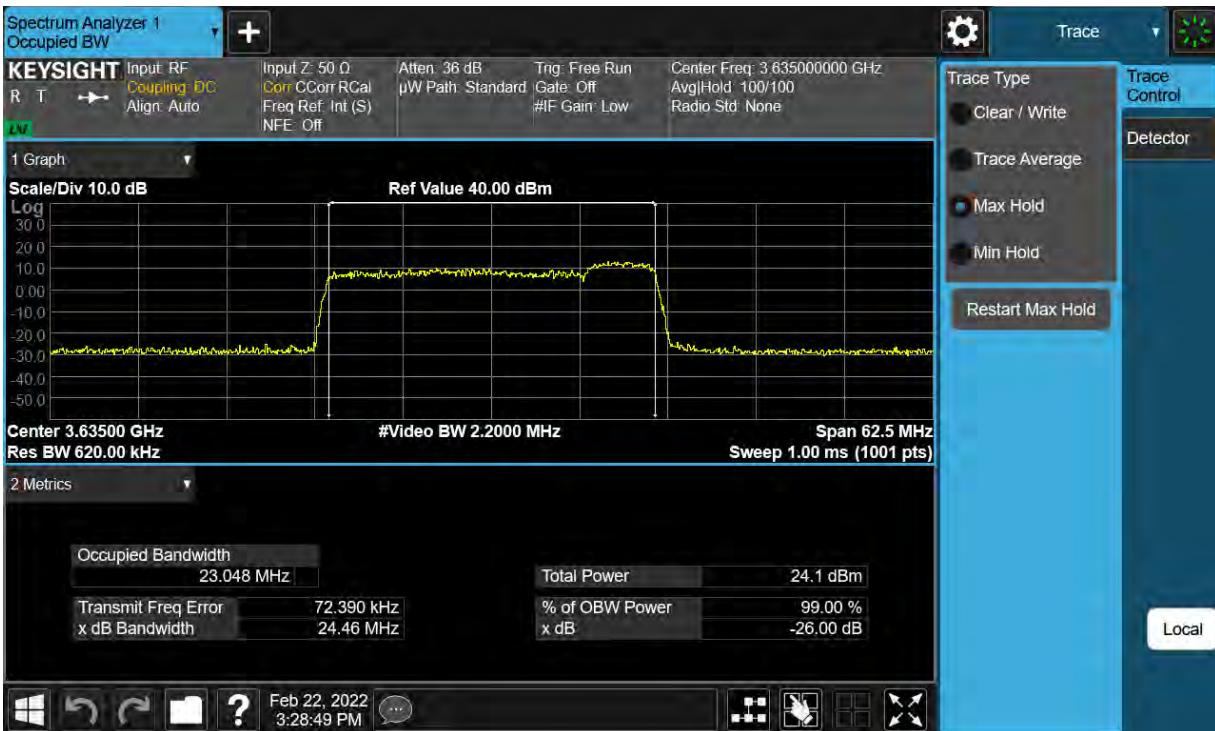 Spectrum Analyzer 1
Occupied BW
+
Trace
KEYSIGHT
R T
LXI
Input: RF
Coupling: DC
Align: Auto
Input Z: 50 Ω
Corr CCorr RCal
Freq Ref: Int (S)
NFE: Off
Atten: 36 dB
µW Path: Standard
Trig: Free Run
Gate: Off
#IF Gain: Low
Center Freq: 3.635000000 GHz
Avg|Hold: 100/100
Radio Std: None
1 Graph
Scale/Div 10.0 dB
Ref Value 40.00 dBm
Log
30.0
20.0
10.0
0.00
-10.0
-20.0
-30.0
-40.0
-50.0
Center 3.63500 GHz
#Video BW 2.2000 MHz
Span 62.5 MHz
Res BW 620.00 kHz
Sweep 1.00 ms (1001 pts)
2 Metrics
Occupied Bandwidth
23.048 MHz
Total Power 24.1 dBm
Transmit Freq Error 72.390 kHz
% of OBW Power 99.00 %
x dB Bandwidth 24.46 MHz
x dB -26.00 dB
Trace Type
Clear / Write
Trace Average
Max Hold
Min Hold
Restart Max Hold
Trace
Control
Detector
Local
?
Feb 22, 2022
3:28:49 PM